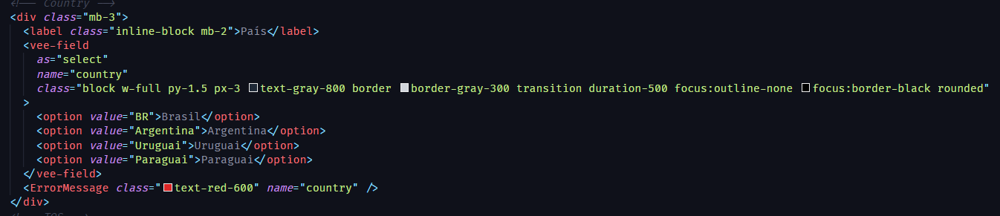 <!-- Country -->
<div class="mb-3">
<label class="inline-block mb-2">País</label>
<vee-field
as="select"
name="country"
class="block w-full py-1.5 px-3 text-gray-800 border border-gray-300 transition duration-500 focus:outline-none focus:border-black rounded"
>
<option value="BR">Brasil</option>
<option value="Argentina">Argentina</option>
<option value="Uruguai">Uruguai</option>
<option value="Paraguai">Paraguai</option>
</vee-field>
<ErrorMessage class="text-red-600" name="country" />
</div>
<!-- TOS -->